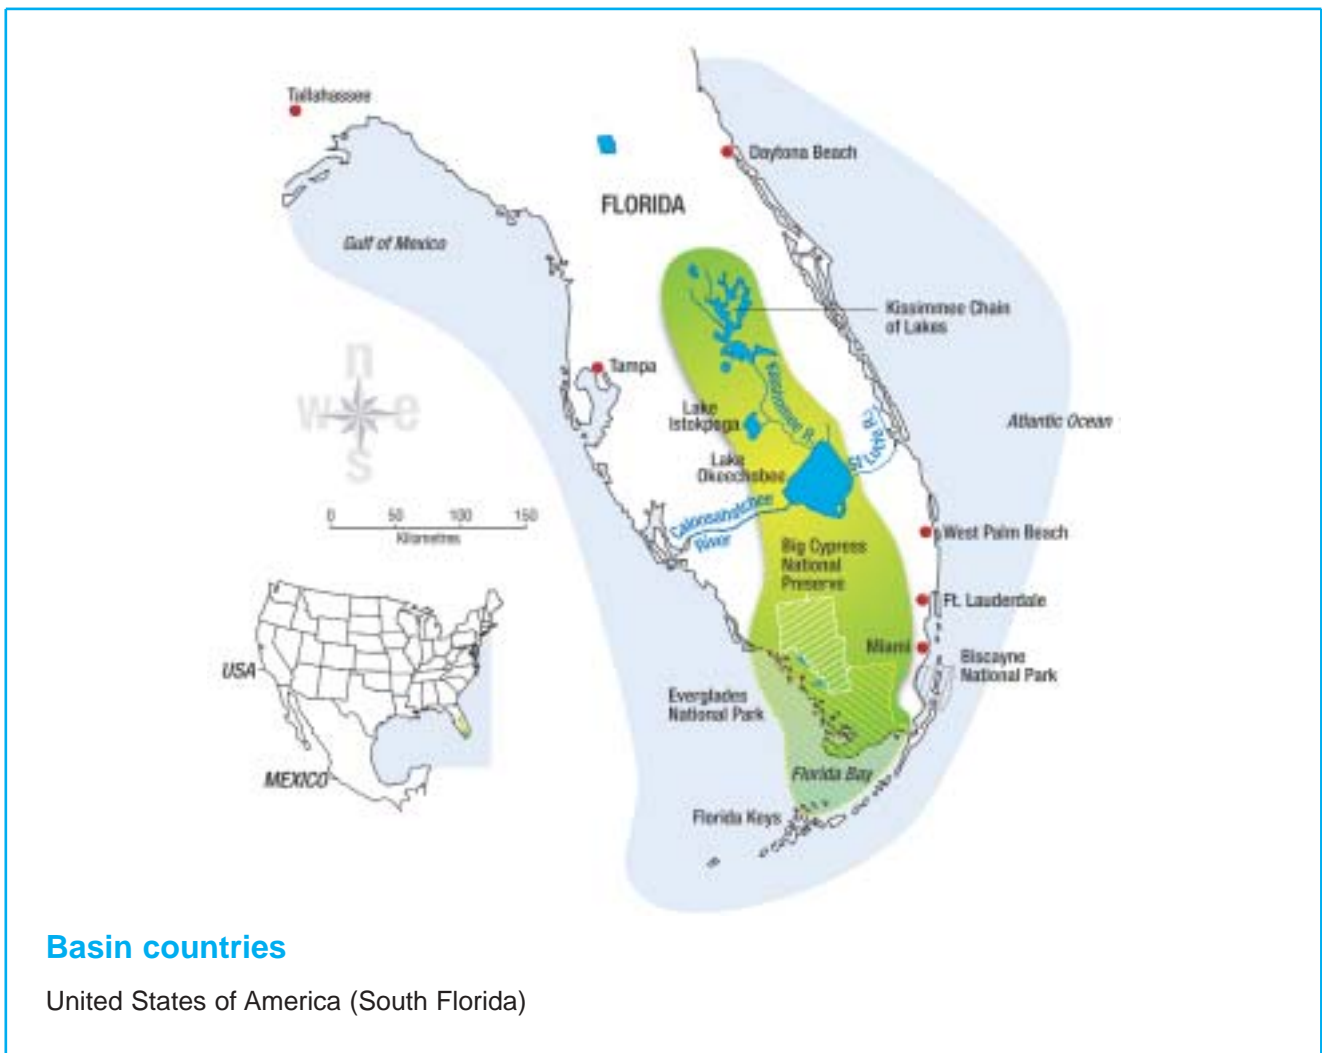 Tallahassee
Daytona Beach
FLORIDA
Gulf of Mexico
Kissimmee Chain
of Lakes
n
w e
s
Tampa
Kissimmee R.
Lake
Istokpoga
Atlantic Ocean
St Lucie R.
Lake
Okeechobee
0 50 100 150
Kilometres
Caloosahatchee
River
West Palm Beach
Big Cypress
National
Preserve
Ft. Lauderdale
Miami
Biscayne
National Park
USA
Everglades
National Park
MEXICO
Florida Bay
Florida Keys
Basin countries
United States of America (South Florida)